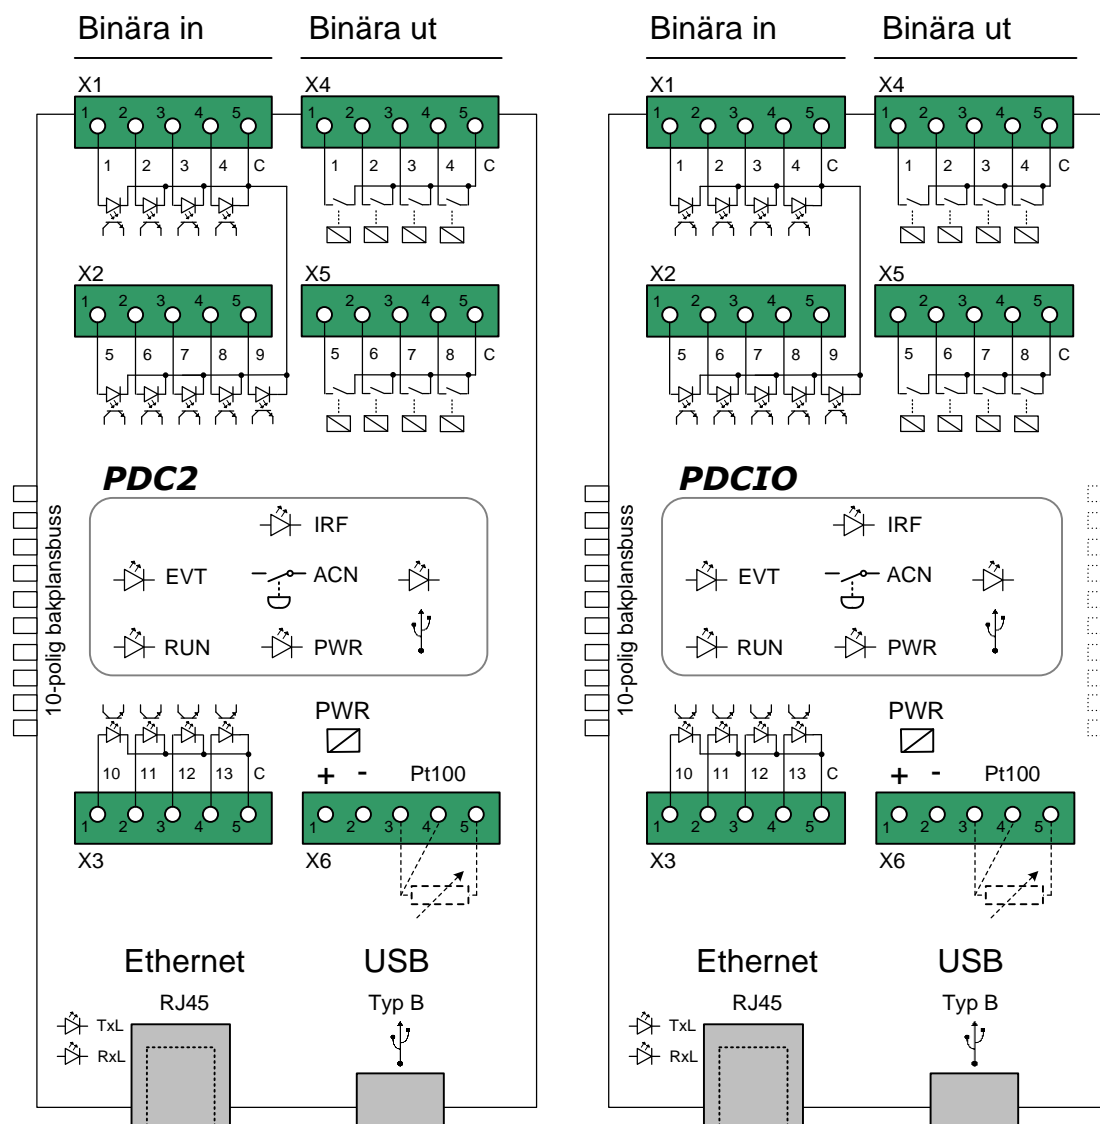 Binära in Binära ut Binära in Binära ut
X1 X4 X1 X4
1 2 3 4 5 1 2 3 4 5 1 2 3 4 5 1 2 3 4 5
1 2 3 4 1 2 3 4 C 1 2 3 4 C 1 2 3 4 C
X2 X5 X2 X5
1 2 3 4 5 1 2 3 4 5 1 2 3 4 5 1 2 3 4 5
5 6 7 8 9 5 6 7 8 C 5 6 7 8 9 5 6 7 8 C
PDC2 PDCIO
10-polig bakplansbuss 10-polig bakplansbuss
IRF IRF
EVT ACN EVT ACN
RUN PWR RUN PWR
PWR PWR
10 11 12 13 C + - Pt100 10 11 12 13 C + - Pt100
1 2 3 4 5 1 2 3 4 5 1 2 3 4 5 1 2 3 4 5
X3 X6 X3 X6
Ethernet USB Ethernet USB
RJ45 Typ B RJ45 Typ B
TxL TxL
RxL RxL